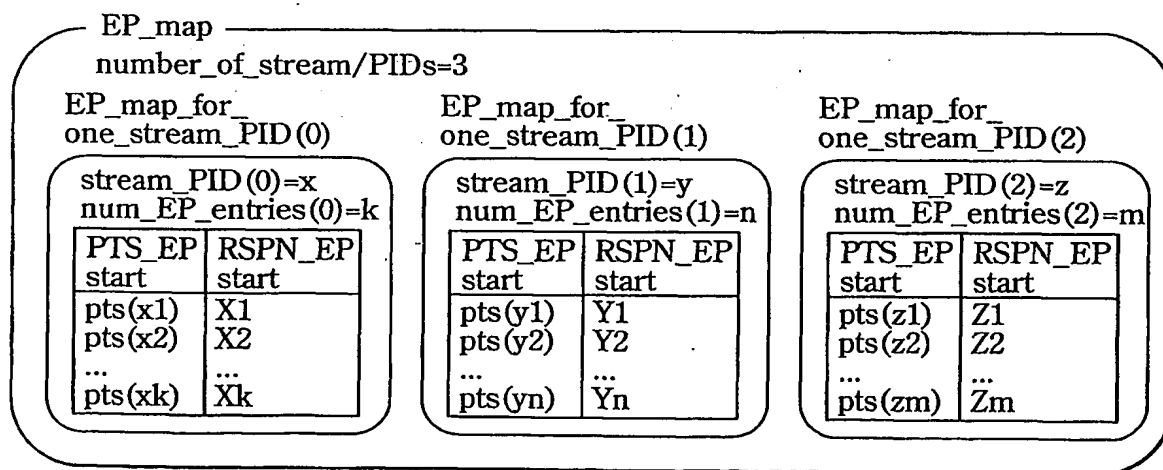 EP_map
number_of_stream/PIDs=3
EP_map_for_
one_stream_PID(0)
stream_PID(0)=x
num_EP_entries(0)=k
PTS_EP RSPN_EP
start start
pts(x1) X1
pts(x2) X2
... ...
pts(xk) Xk
EP_map_for_
one_stream_PID(1)
stream_PID(1)=y
num_EP_entries(1)=n
PTS_EP RSPN_EP
start start
pts(y1) Y1
pts(y2) Y2
... ...
pts(yn) Yn
EP_map_for_
one_stream_PID(2)
stream_PID(2)=z
num_EP_entries(2)=m
PTS_EP RSPN_EP
start start
pts(z1) Z1
pts(z2) Z2
... ...
pts(zm) Zm